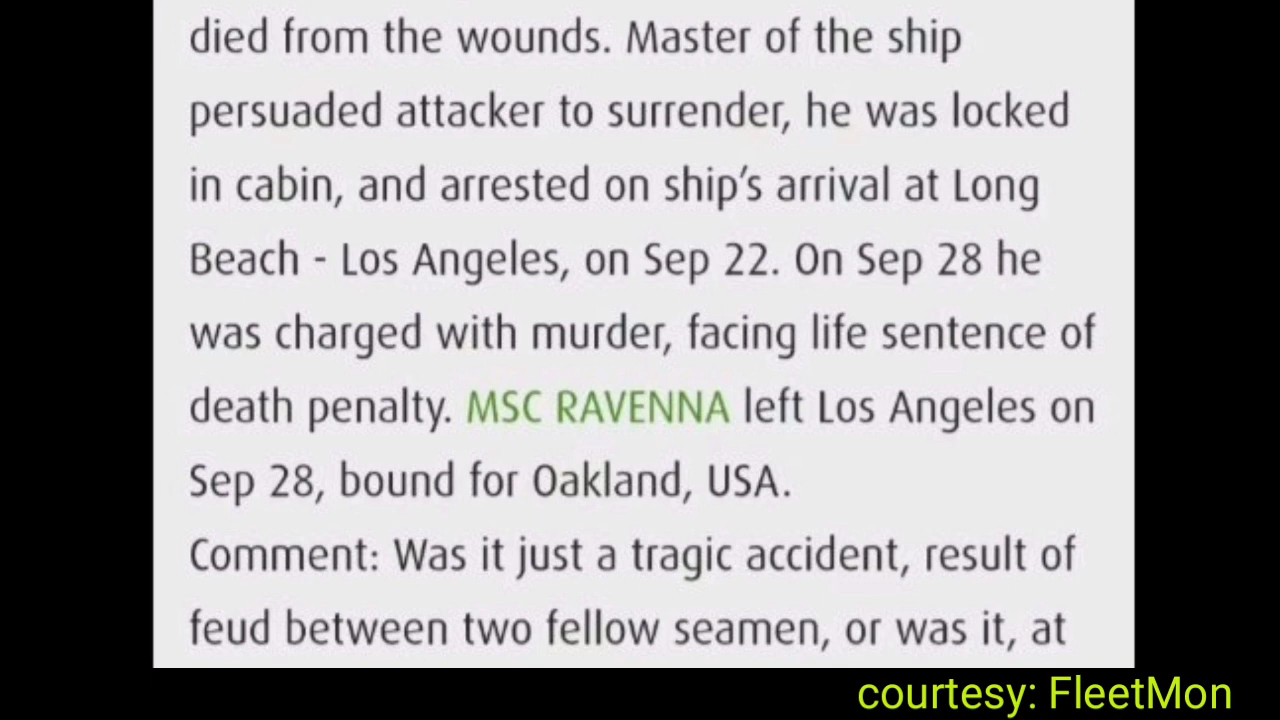 died from the wounds. Master of the ship
persuaded attacker to surrender, he was locked
in cabin, and arrested on ship's arrival at Long
Beach - Los Angeles, on Sep 22. On Sep 28 he
was charged with murder, facing life sentence of
death penalty. MSC RAVENNA left Los Angeles on
Sep 28, bound for Oakland, USA.
Comment: Was it just a tragic accident, result of
feud between two fellow seamen, or was it, at
courtesy: FleetMon